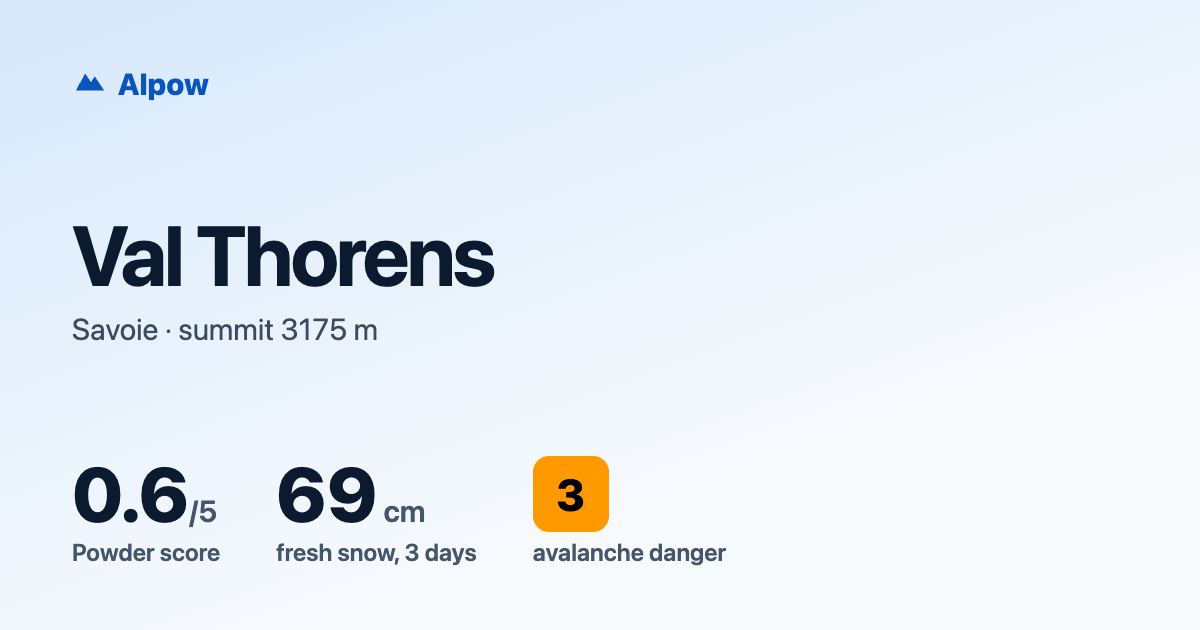 Alpow
Val Thorens
Savoie · summit 3175 m
0.6/5
Powder score
69 cm
fresh snow, 3 days
3
avalanche danger